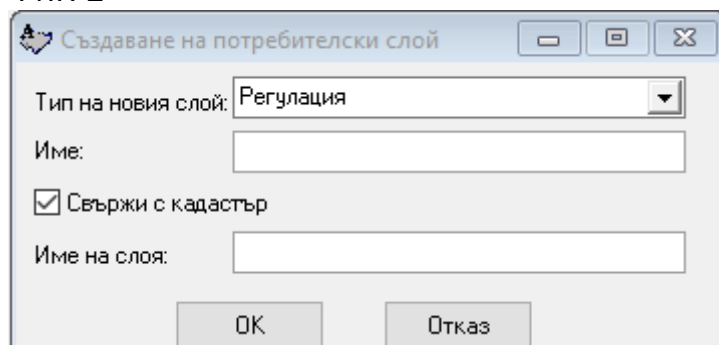 Създаване на потребителски слой
Тип на новия слой: Регулация
Име:
Свържи с кадастър
Име на слоя:
OK Отказ